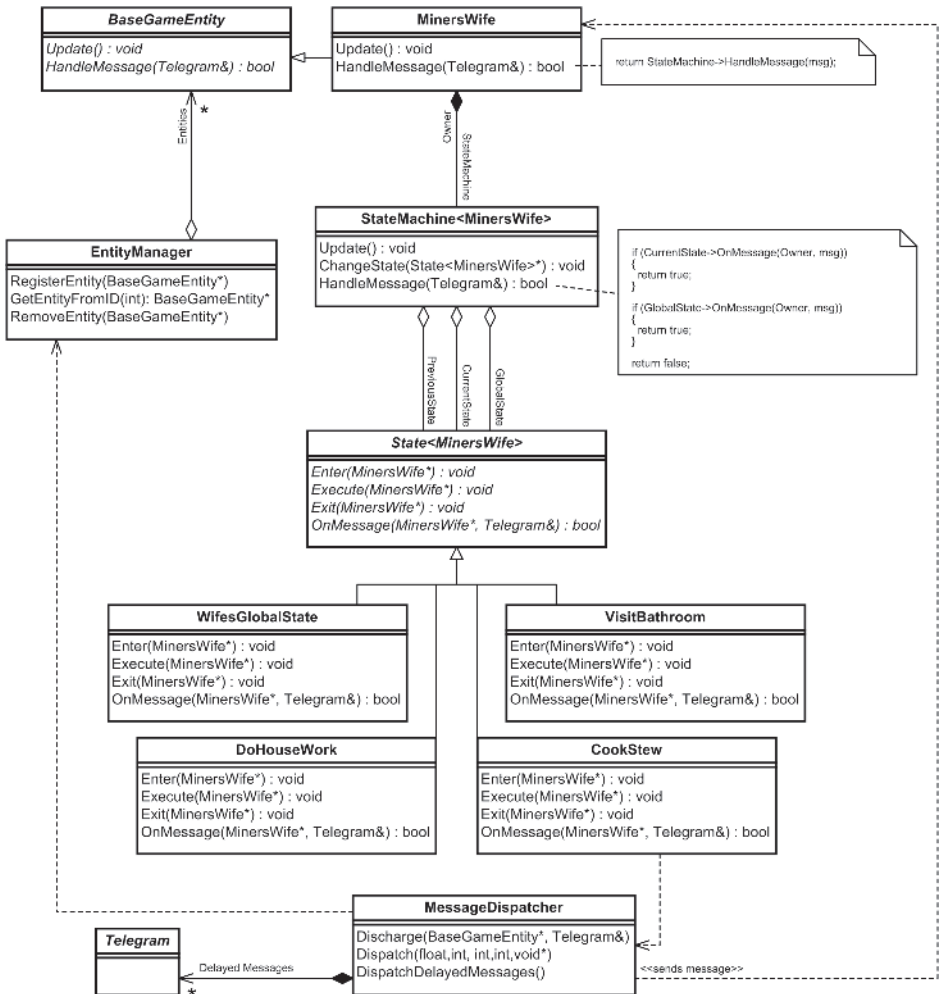 BaseGameEntity
Update() : void
HandleMessage(Telegram&) : bool
MinersWife
Update() : void
HandleMessage(Telegram&) : bool
return StateMachine->HandleMessage(msg);
Entities
*
Owner
StateMachine
EntityManager
RegisterEntity(BaseGameEntity*)
GetEntityFromID(int): BaseGameEntity*
RemoveEntity(BaseGameEntity*)
StateMachine<MinersWife>
Update() : void
ChangeState(State<MinersWife>*) : void
HandleMessage(Telegram&) : bool
if (CurrentState->OnMessage(Owner, msg))
{
return true;
}
if (GlobalState->OnMessage(Owner, msg))
{
return true;
}
return false;
PreviousState
CurrentState
GlobalState
State<MinersWife>
Enter(MinersWife*) : void
Execute(MinersWife*) : void
Exit(MinersWife*) : void
OnMessage(MinersWife*, Telegram&) : bool
WifesGlobalState
Enter(MinersWife*) : void
Execute(MinersWife*) : void
Exit(MinersWife*) : void
OnMessage(MinersWife*, Telegram&) : bool
VisitBathroom
Enter(MinersWife*) : void
Execute(MinersWife*) : void
Exit(MinersWife*) : void
OnMessage(MinersWife*, Telegram&) : bool
DoHouseWork
Enter(MinersWife*) : void
Execute(MinersWife*) : void
Exit(MinersWife*) : void
OnMessage(MinersWife*, Telegram&) : bool
CookStew
Enter(MinersWife*) : void
Execute(MinersWife*) : void
Exit(MinersWife*) : void
OnMessage(MinersWife*, Telegram&) : bool
MessageDispatcher
Discharge(BaseGameEntity*, Telegram&)
Dispatch(float,int, int,int,void*)
DispatchDelayedMessages()
Telegram
Delayed Messages
*
<<sends message>>